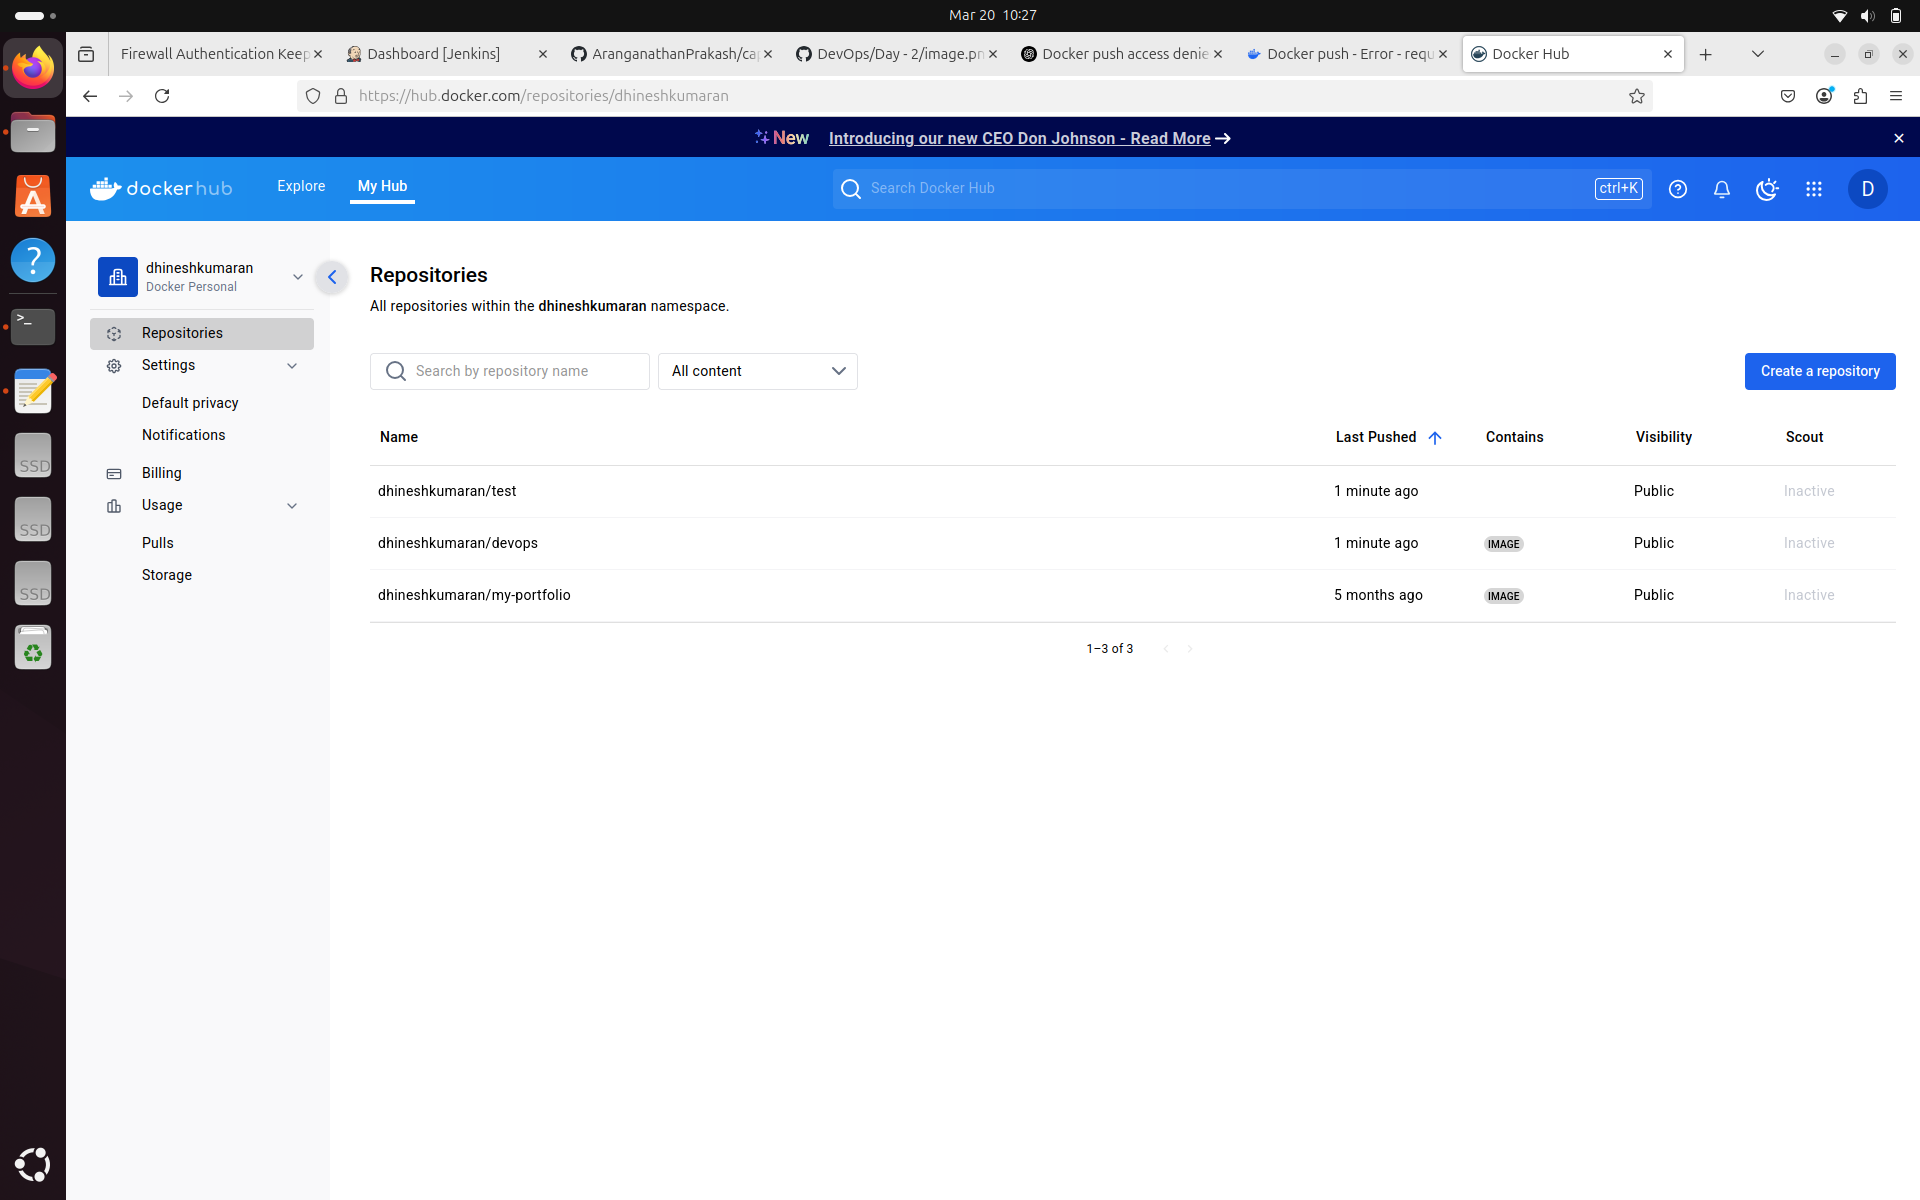 Mar 20 10:27
Firewall Authentication Keep
Dashboard [Jenkins]
AranganathanPrakash/ca
DevOps/Day - 2/image.pn
Docker push access denie
Docker push - Error - requ
Docker Hub
https://hub.docker.com/repositories/dhineshkumaran
New Introducing our new CEO Don Johnson - Read More
dockerhub
Explore
My Hub
Search Docker Hub
ctrl+K
D
dhineshkumaran
Docker Personal
Repositories
Settings
Default privacy
Notifications
Billing
Usage
Pulls
Storage
Repositories
All repositories within the dhineshkumaran namespace.
Search by repository name
All content
Create a repository
Name Last Pushed Contains Visibility Scout
dhineshkumaran/test 1 minute ago Public Inactive
dhineshkumaran/devops 1 minute ago IMAGE Public Inactive
dhineshkumaran/my-portfolio 5 months ago IMAGE Public Inactive
1–3 of 3
SSD
SSD
SSD